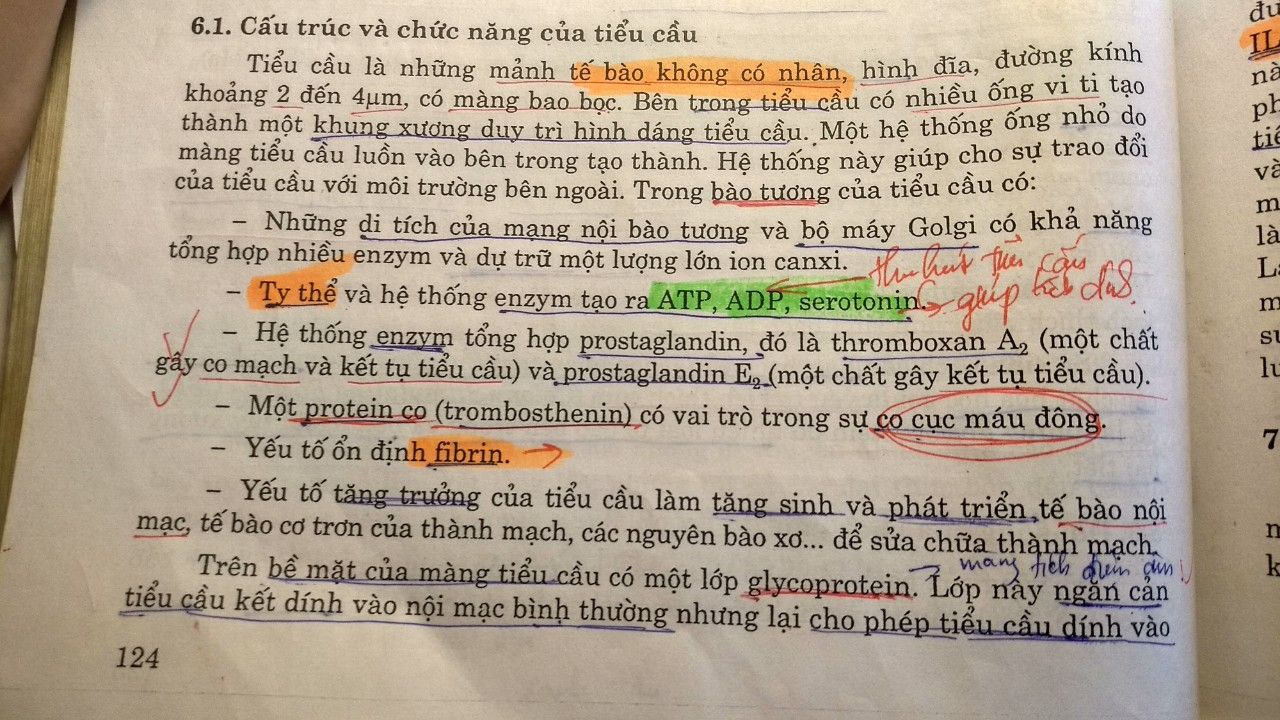 6.1. Cấu trúc và chức năng của tiểu cầu
Tiểu cầu là những mảnh tế bào không có nhân, hình đĩa, đường kính
khoảng 2 đến 4µm, có màng bao bọc. Bên trong tiểu cầu có nhiều ống vi ti tạo
thành một khung xương duy trì hình dáng tiểu cầu. Một hệ thống ống nhỏ do
màng tiểu cầu luồn vào bên trong tạo thành. Hệ thống này giúp cho sự trao đổi
của tiểu cầu với môi trường bên ngoài. Trong bào tương của tiểu cầu có:
– Những di tích của mạng nội bào tương và bộ máy Golgi có khả năng
tổng hợp nhiều enzym và dự trữ một lượng lớn ion canxi.
thu hút tiểu cầu
– Ty thể và hệ thống enzym tạo ra ATP, ADP, serotonin.
giúp
– Hệ thống enzym tổng hợp prostaglandin, đó là thromboxan A₂ (một chất
gây co mạch và kết tụ tiểu cầu) và prostaglandin E₂ (một chất gây kết tụ tiểu cầu).
– Một protein co (trombosthenin) có vai trò trong sự co cục máu đông.
– Yếu tố ổn định fibrin.
– Yếu tố tăng trưởng của tiểu cầu làm tăng sinh và phát triển tế bào nội
mạc, tế bào cơ trơn của thành mạch, các nguyên bào xơ... để sửa chữa thành mạch.
mang tích điện âm
Trên bề mặt của màng tiểu cầu có một lớp glycoprotein. Lớp này ngăn cản
tiểu cầu kết dính vào nội mạc bình thường nhưng lại cho phép tiểu cầu dính vào
124
7